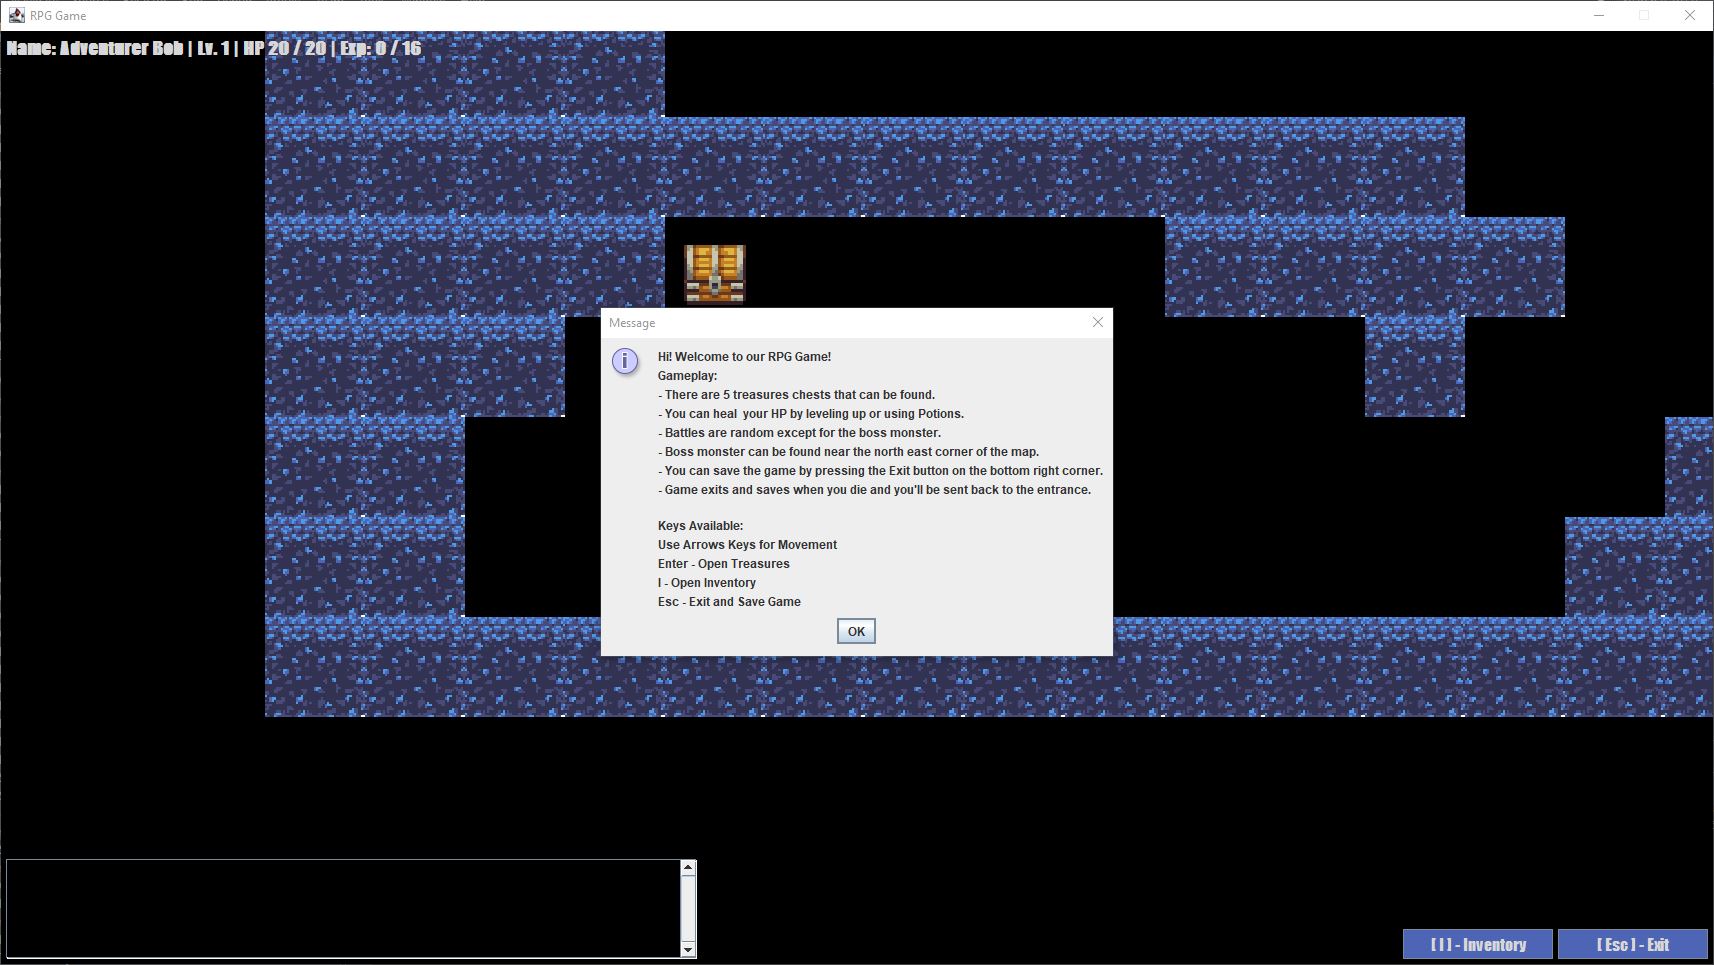 RPG Game
Name: Adventurer Bob | Lv. 1 | HP 20 / 20 | Exp: 0 / 16
Message
Hi! Welcome to our RPG Game!
Gameplay:
- There are 5 treasures chests that can be found.
- You can heal  your HP by leveling up or using Potions.
- Battles are random except for the boss monster.
- Boss monster can be found near the north east corner of the map.
- You can save the game by pressing the Exit button on the bottom right corner.
- Game exits and saves when you die and you'll be sent back to the entrance.
Keys Available:
Use Arrows Keys for Movement
Enter - Open Treasures
I - Open Inventory
Esc - Exit and Save Game
OK
[ I ] - Inventory
[ Esc ] - Exit